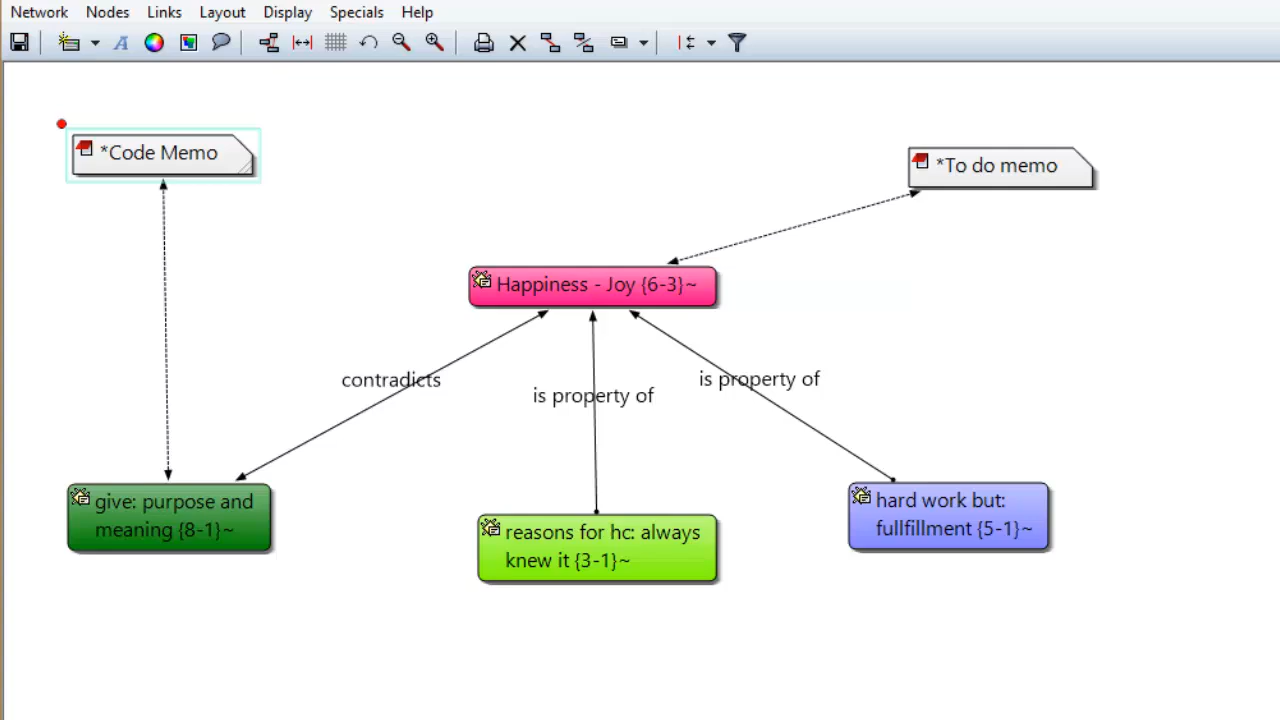 Network Nodes Links Layout Display Specials Help
*Code Memo
*To do memo
Happiness - Joy {6-3}~
contradicts
is property of
is property of
give: purpose and
meaning {8-1}~
reasons for hc: always
knew it {3-1}~
hard work but:
fullfillment {5-1}~